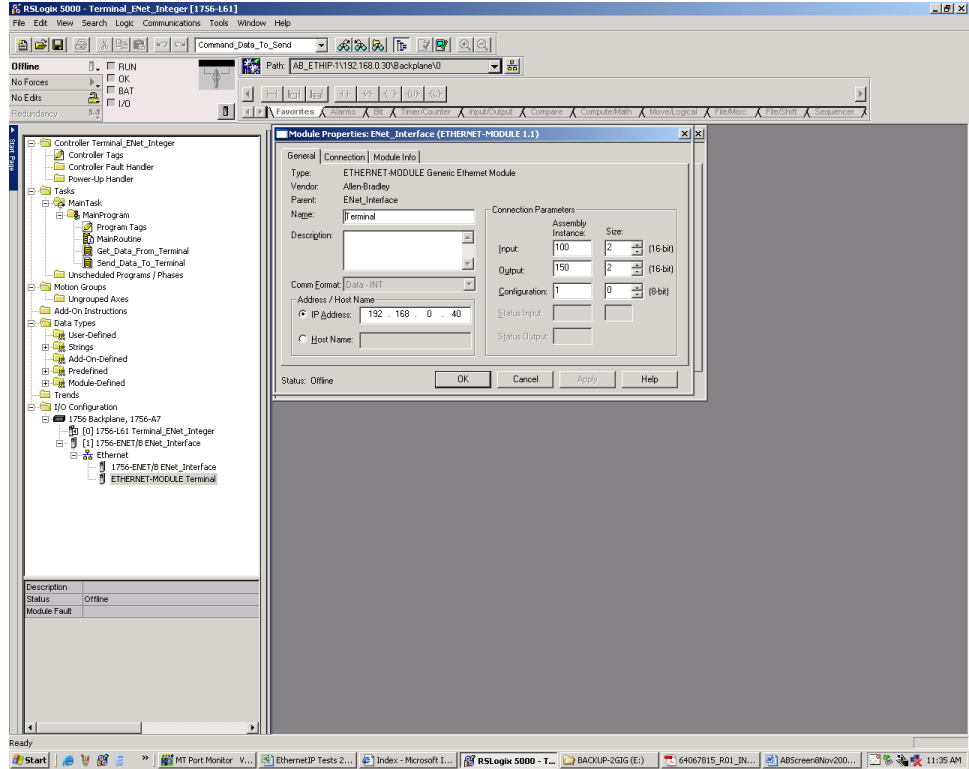 RSLogix 5000 - Terminal_ENet_Integer [1756-L61]
File Edit View Search Logic Communications Tools Window Help
Command_Data_To_Send
Offline
RUN
No Forces
OK
BAT
No Edits
I/O
Redundancy
Path: AB_ETHIP-1\192.168.0.30\Backplane\0
Favorites Alarms Bit Timer/Counter Input/Output Compare Compute/Math Move/Logical File/Misc. File/Shift Sequencer
Start Page
Controller Terminal_ENet_Integer
Controller Tags
Controller Fault Handler
Power-Up Handler
Tasks
MainTask
MainProgram
Program Tags
MainRoutine
Get_Data_From_Terminal
Send_Data_To_Terminal
Unscheduled Programs / Phases
Motion Groups
Ungrouped Axes
Add-On Instructions
Data Types
User-Defined
Strings
Add-On-Defined
Predefined
Module-Defined
Trends
I/O Configuration
1756 Backplane, 1756-A7
[0] 1756-L61 Terminal_ENet_Integer
[1] 1756-ENET/B ENet_Interface
Ethernet
1756-ENET/B ENet_Interface
ETHERNET-MODULE Terminal
Description
Status Offline
Module Fault
Module Properties: ENet_Interface (ETHERNET-MODULE 1.1)
General Connection Module Info
Type: ETHERNET-MODULE Generic Ethernet Module
Vendor: Allen-Bradley
Parent: ENet_Interface
Name: Terminal
Description:
Comm Format: Data - INT
Address / Host Name
IP Address: 192 . 168 . 0 . 40
Host Name:
Connection Parameters
Assembly
Instance: Size:
Input: 100 2 (16-bit)
Output: 150 2 (16-bit)
Configuration: 1 0 (8-bit)
Status Input:
Status Output:
Status: Offline
OK Cancel Apply Help
Ready
Start » MT Port Monitor V... EthernetIP Tests 2... Index - Microsoft I... RSLogix 5000 - T... BACKUP-2GIG (E:) 64067815_R01_IN... ABScreen8Nov200... 11:35 AM